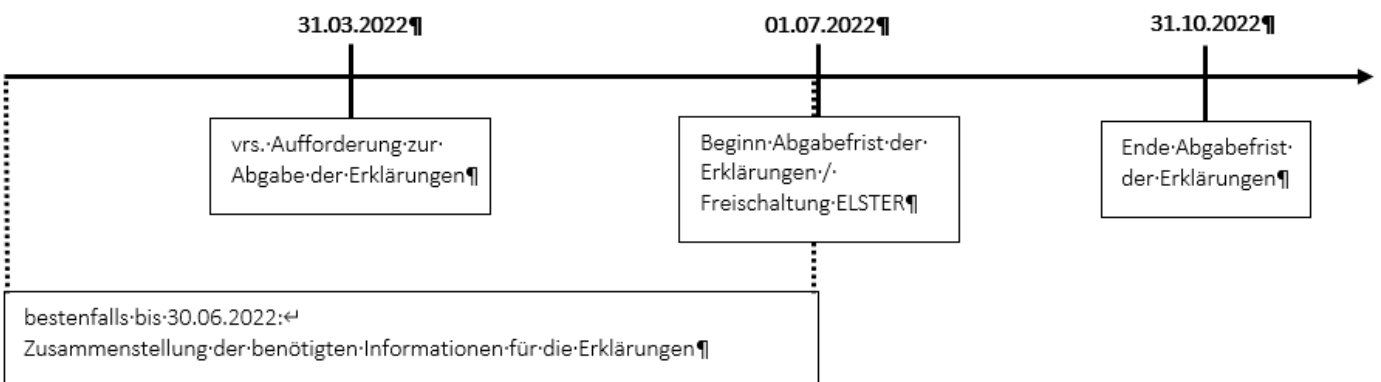 31.03.2022¶
01.07.2022¶
31.10.2022¶
vrs.·Aufforderung·zur·
Abgabe·der·Erklärungen¶
Beginn·Abgabefrist·der·
Erklärungen·/·
Freischaltung·ELSTER¶
Ende·Abgabefrist·
der·Erklärungen¶
bestenfalls·bis·30.06.2022:↵
Zusammenstellung·der·benötigten·Informationen·für·die·Erklärungen¶